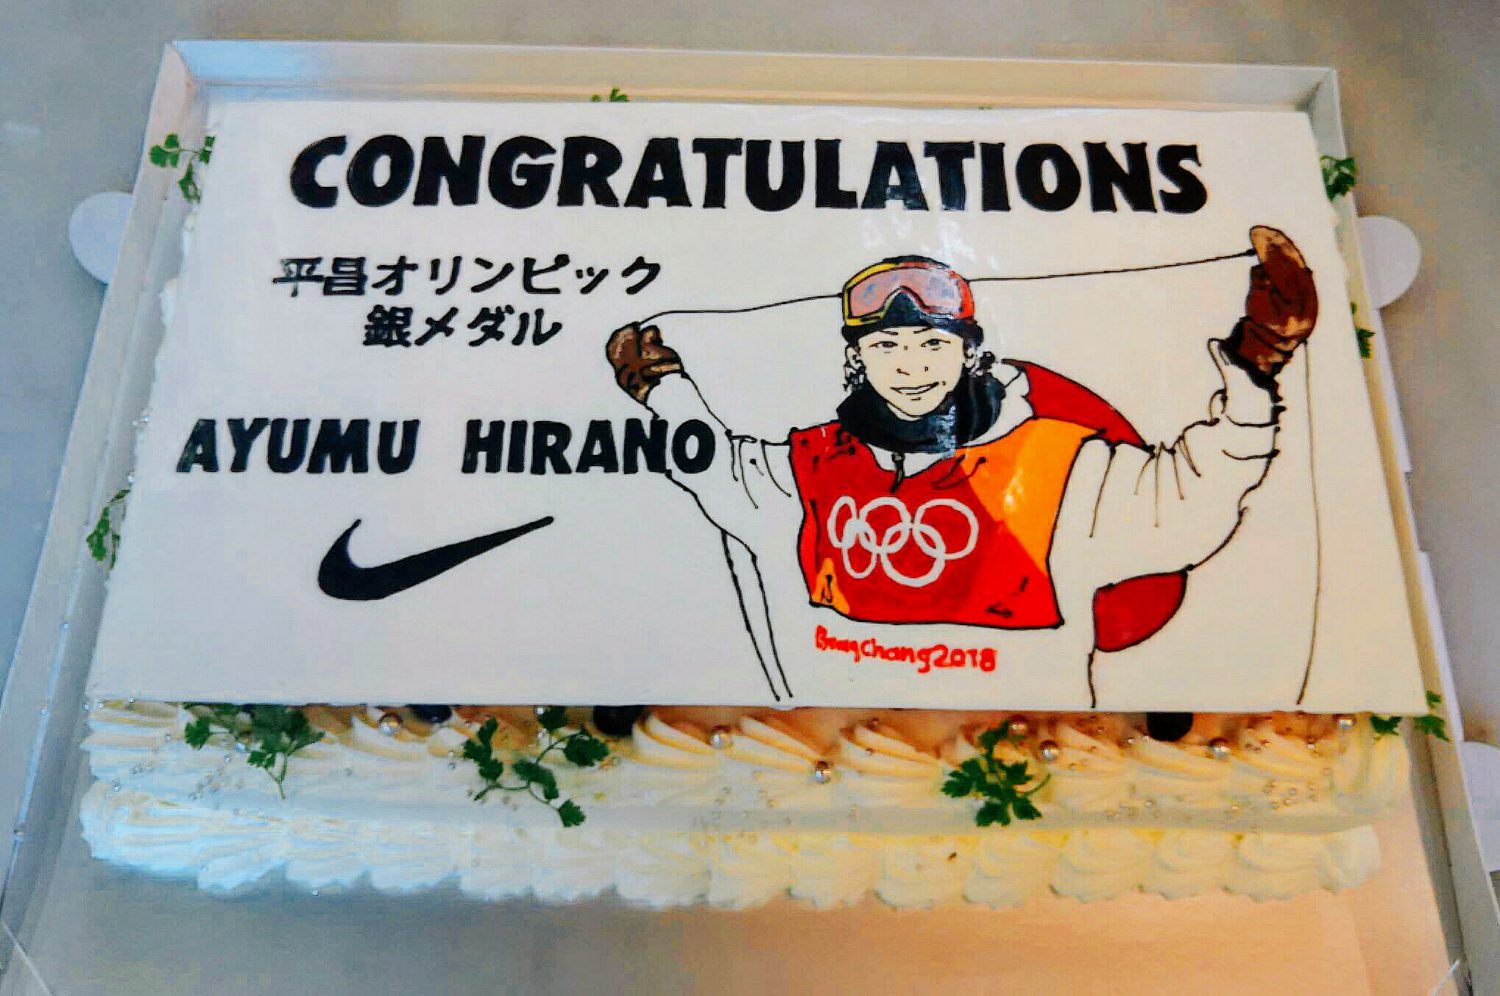 CONGRATULATIONS
平昌オリンピック
銀メダル
AYUMU HIRANO
PyeongChang2018